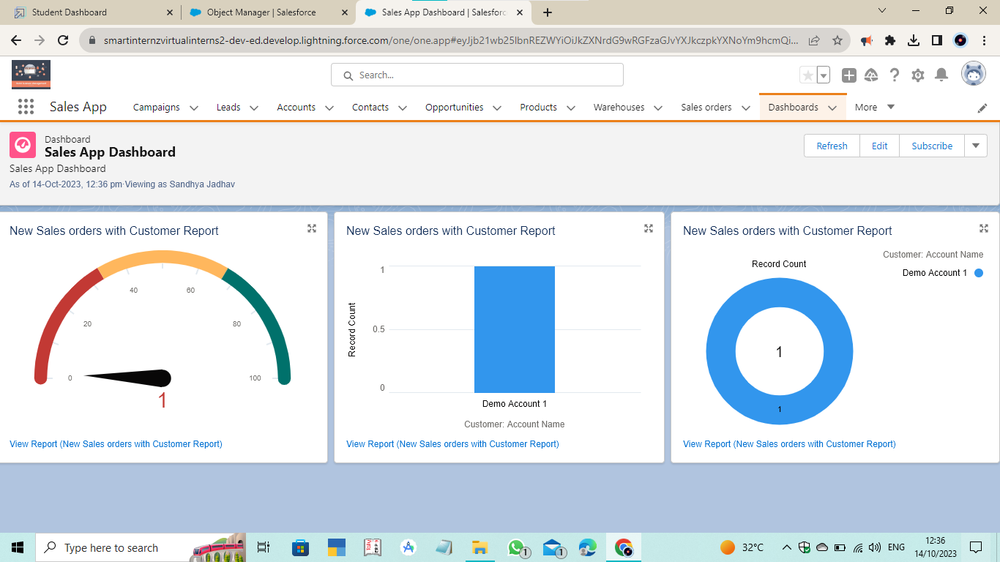 Student Dashboard
Object Manager | Salesforce
Sales App Dashboard | Salesforc
smartinternzvirtualinterns2-dev-ed.develop.lightning.force.com/one/one.app#eyJjb21wb25lbnREZWYiOiJkZXNrdG9wRGFzaGJvYXJkczpkYXNoYm9hcmQi...
Search...
Sales App
Campaigns
Leads
Accounts
Contacts
Opportunities
Products
Warehouses
Sales orders
Dashboards
More
Dashboard
Sales App Dashboard
Sales App Dashboard
As of 14-Oct-2023, 12:36 pm·Viewing as Sandhya Jadhav
Refresh
Edit
Subscribe
New Sales orders with Customer Report
0
20
40
60
80
100
1
View Report (New Sales orders with Customer Report)
New Sales orders with Customer Report
Record Count
1
0.5
0
Demo Account 1
Customer: Account Name
View Report (New Sales orders with Customer Report)
New Sales orders with Customer Report
Customer: Account Name
Demo Account 1
Record Count
1
1
View Report (New Sales orders with Customer Report)
Type here to search
1
1
32°C
ENG
12:36
14/10/2023